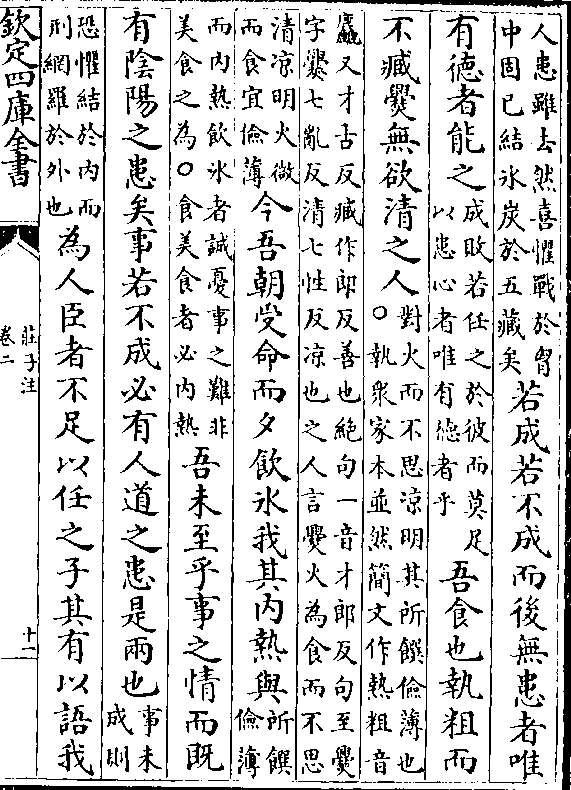 人患雖去然喜懼戰於胷
中固已結氷炭於五藏矣
若成若不成而後無患者唯
有德者能之
成敗若任之於彼而莫足
以患心者唯有德者乎
吾食也執粗而
不臧爨無欲清之人
對火而不思凉明其所饌儉薄也
○執衆家本並然簡文作熱粗音
麤又才古反臧作郎反善也絶句一音才郎反句至爨
字爨七亂反清七性反凉也之人言爨火為食而不思
清凉明火微
而食宜儉薄
今吾朝受命而夕飲氷我其内熱與
所饌
儉薄
而内熱飲氷者誠憂事之難非
美食之為○食美食者必内熱
吾未至乎事之情而既
有陰陽之患矣事若不成必有人道之患是兩也
事未
成則
恐懼結於内而
刑網羅於外也
為人臣者不足以任之子其有以語我
欽定四庫全書
莊子注
卷二
十一